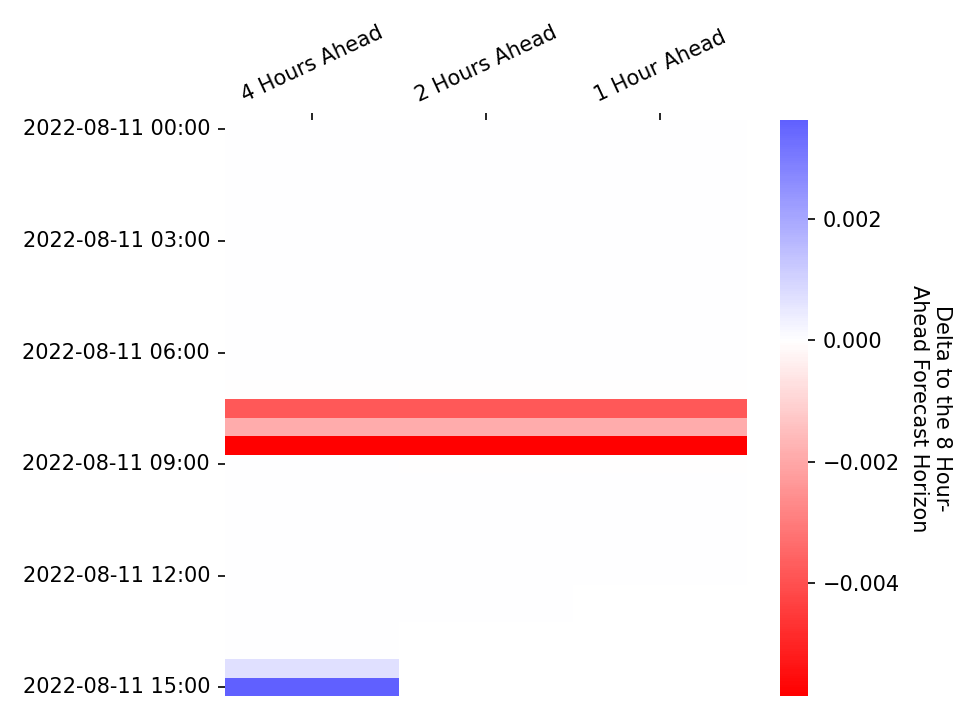 4 Hours Ahead
2 Hours Ahead
1 Hour Ahead
2022-08-11 00:00
2022-08-11 03:00
2022-08-11 06:00
2022-08-11 09:00
2022-08-11 12:00
2022-08-11 15:00
0.002
0.000
−0.002
−0.004
Delta to the 8 Hour-
Ahead Forecast Horizon